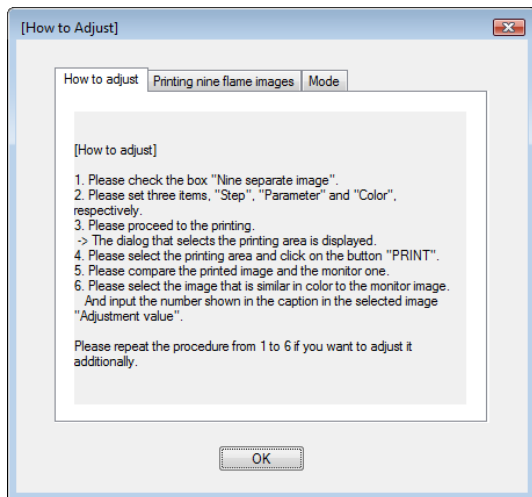 [How to Adjust]
How to adjust
Printing nine flame images
Mode
[How to adjust]
1. Please check the box "Nine separate image".
2. Please set three items, "Step", "Parameter" and "Color",
respectively.
3. Please proceed to the printing.
-> The dialog that selects the printing area is displayed.
4. Please select the printing area and click on the button "PRINT".
5. Please compare the printed image and the monitor one.
6. Please select the image that is similar in color to the monitor image.
And input the number shown in the caption in the selected image
"Adjustment value".
Please repeat the procedure from 1 to 6 if you want to adjust it
additionally.
OK